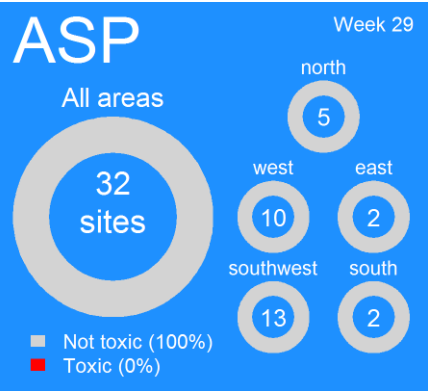 ASP
Week 29
All areas
32
sites
north
5
west
10
east
2
southwest
13
south
2
Not toxic (100%)
Toxic (0%)